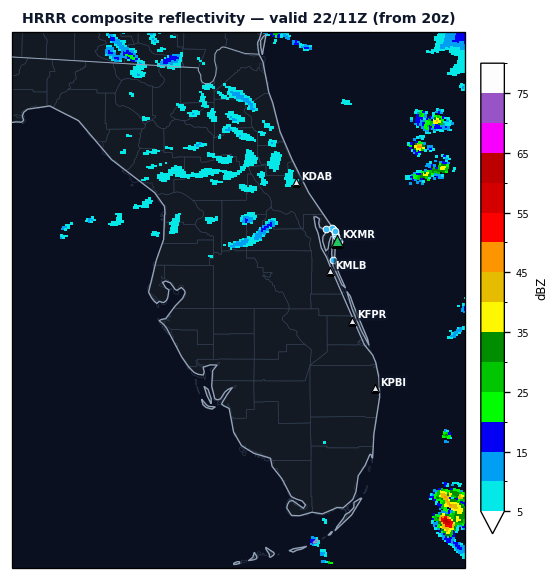 HRRR composite reflectivity — valid 22/11Z (from 20z)
75
65
55
45
35
25
15
5
dBZ
KDAB
KXMR
KMLB
KFPR
KPBI